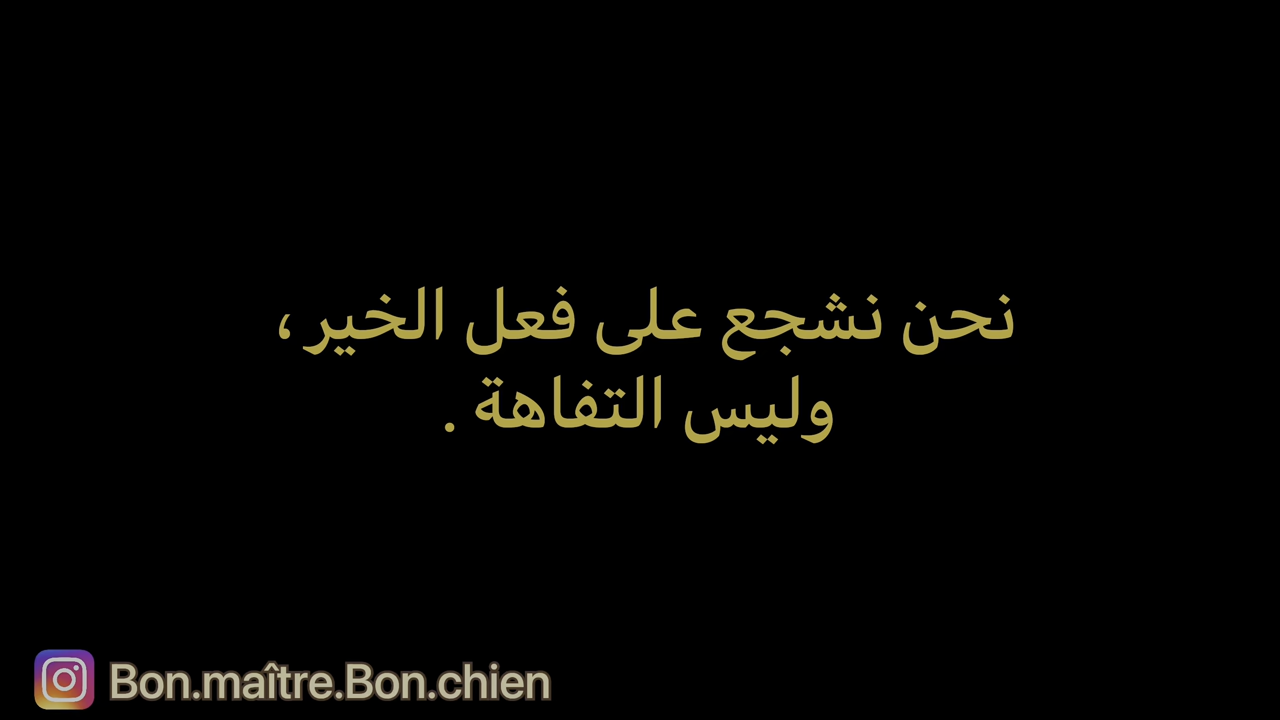 نحن نشجع على فعل الخير ،
وليس التفاهة .
Bon.maître.Bon.chien